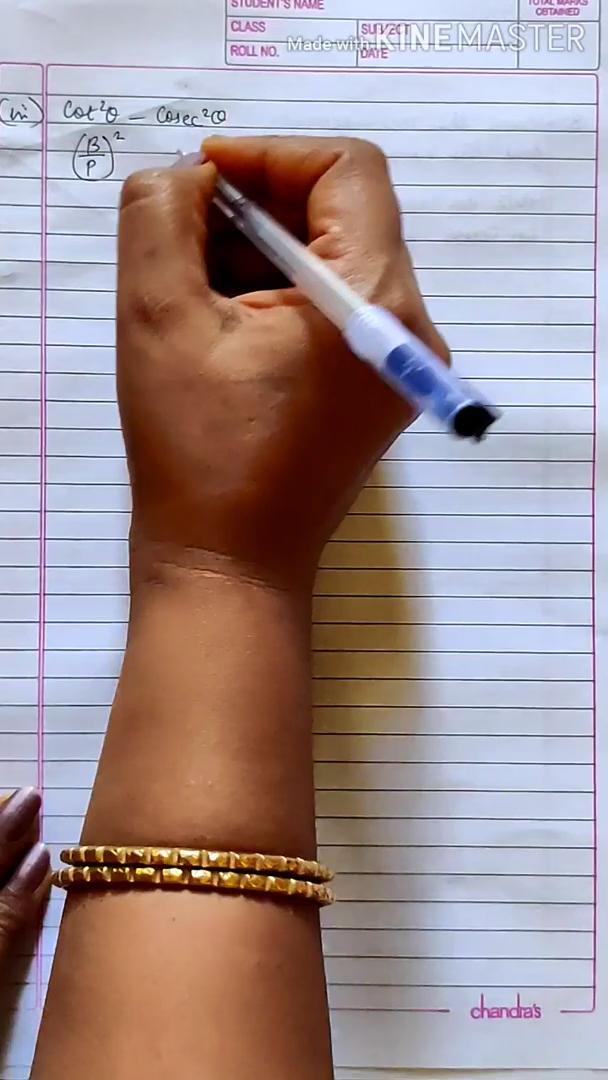 STUDENT'S NAME
TOTAL MARKS
OBTAINED
CLASS
SUBJECT
Made with KINEMASTER
ROLL NO.
DATE
(iii) Cot²θ – Cosec²θ
(B/P)²
chandra's